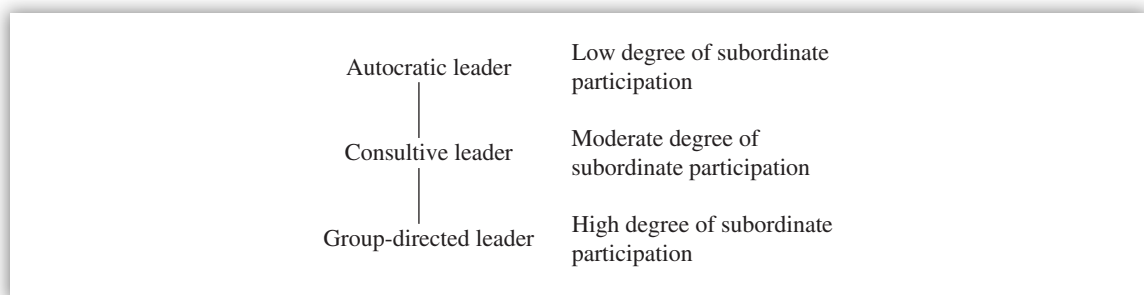 Autocratic leader
Low degree of subordinate
participation
Consultive leader
Moderate degree of
subordinate participation
Group-directed leader
High degree of subordinate
participation